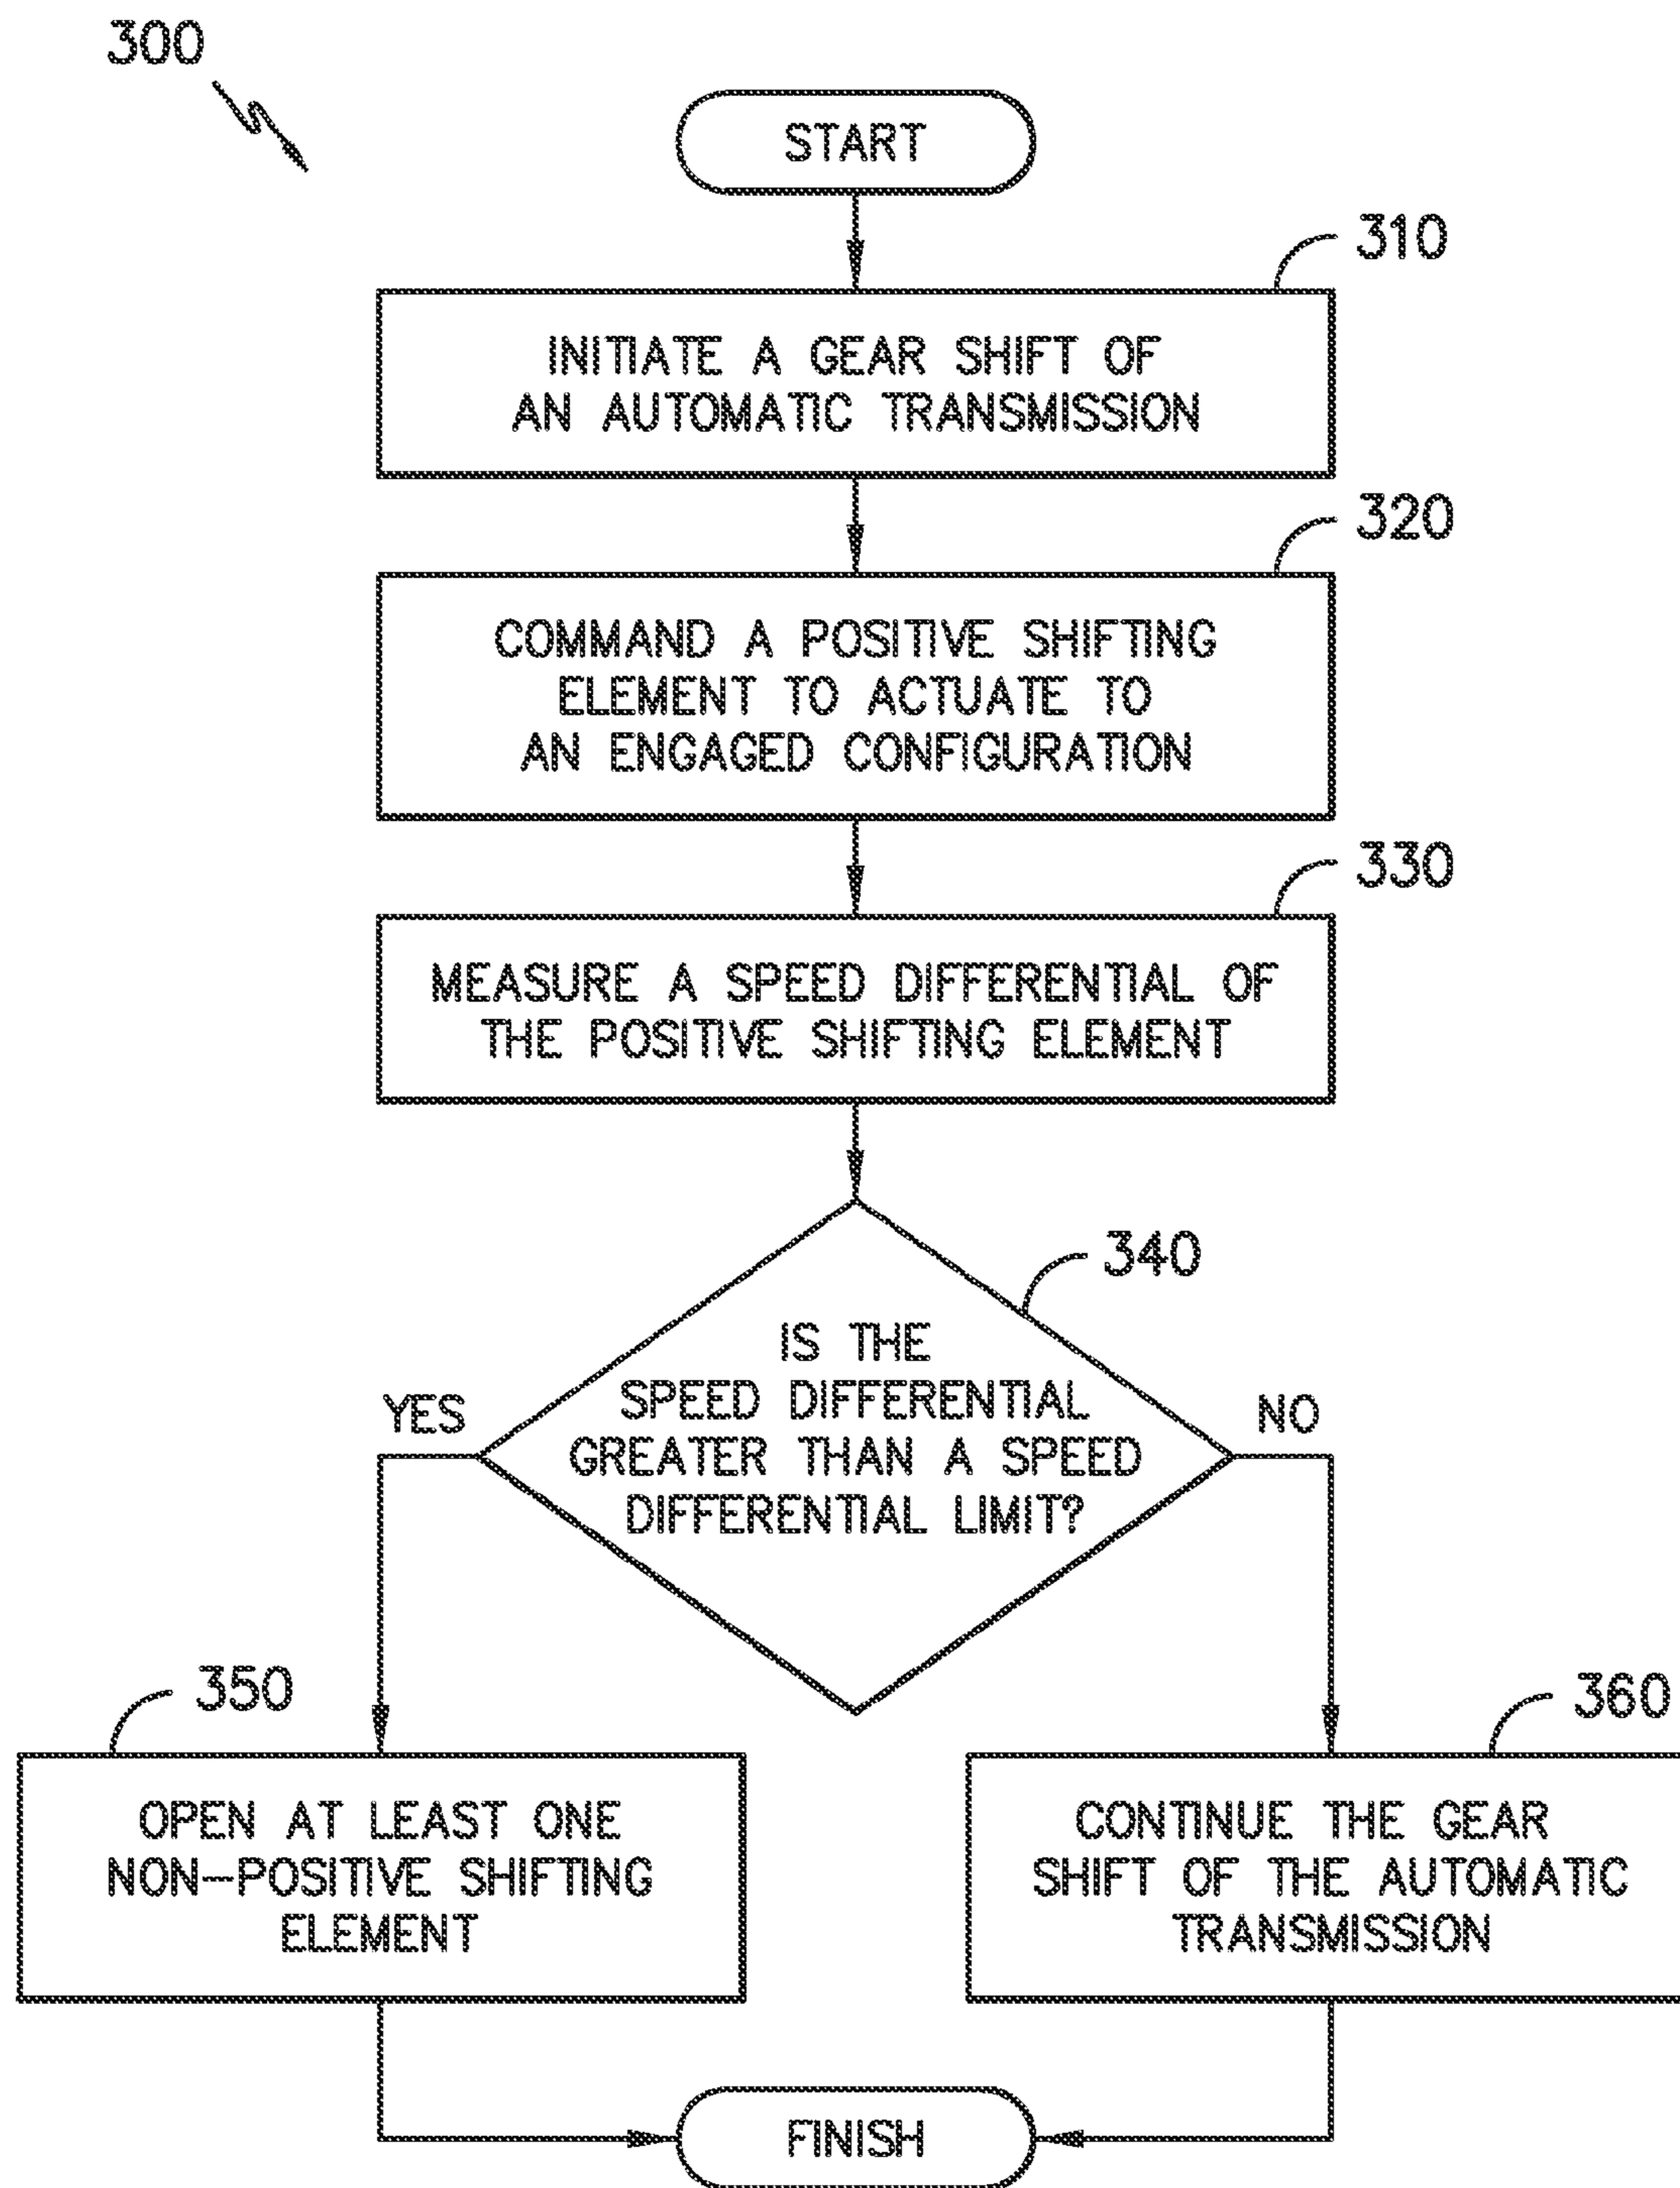 300
START
310
INITIATE A GEAR SHIFT OF
AN AUTOMATIC TRANSMISSION
320
COMMAND A POSITIVE SHIFTING
ELEMENT TO ACTUATE TO
AN ENGAGED CONFIGURATION
330
MEASURE A SPEED DIFFERENTIAL OF
THE POSITIVE SHIFTING ELEMENT
340
IS THE
SPEED DIFFERENTIAL
GREATER THAN A SPEED
DIFFERENTIAL LIMIT?
YES
NO
350
OPEN AT LEAST ONE
NON-POSITIVE SHIFTING
ELEMENT
360
CONTINUE THE GEAR
SHIFT OF THE AUTOMATIC
TRANSMISSION
FINISH